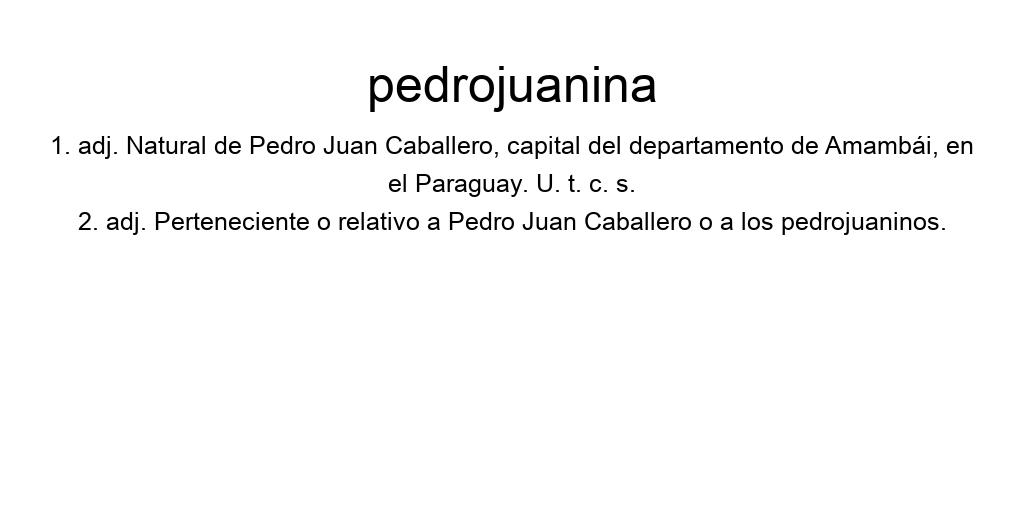 pedrojuanina
1. adj. Natural de Pedro Juan Caballero, capital del departamento de Amambái, en
el Paraguay. U. t. c. s.
2. adj. Perteneciente o relativo a Pedro Juan Caballero o a los pedrojuaninos.